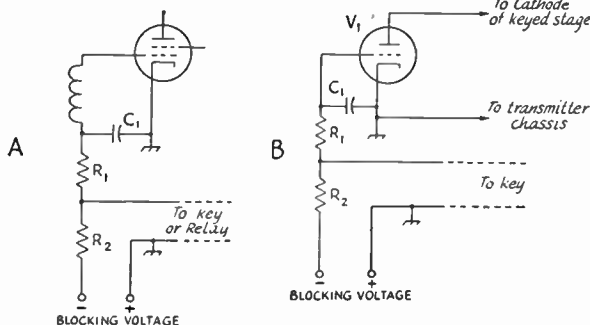 A
C1
R1
R2
To key
or Relay
-
+
BLOCKING VOLTAGE
B
V1
To Cathode
of keyed stage
C1
To transmitter
chassis
R1
To key
R2
-
+
BLOCKING VOLTAGE